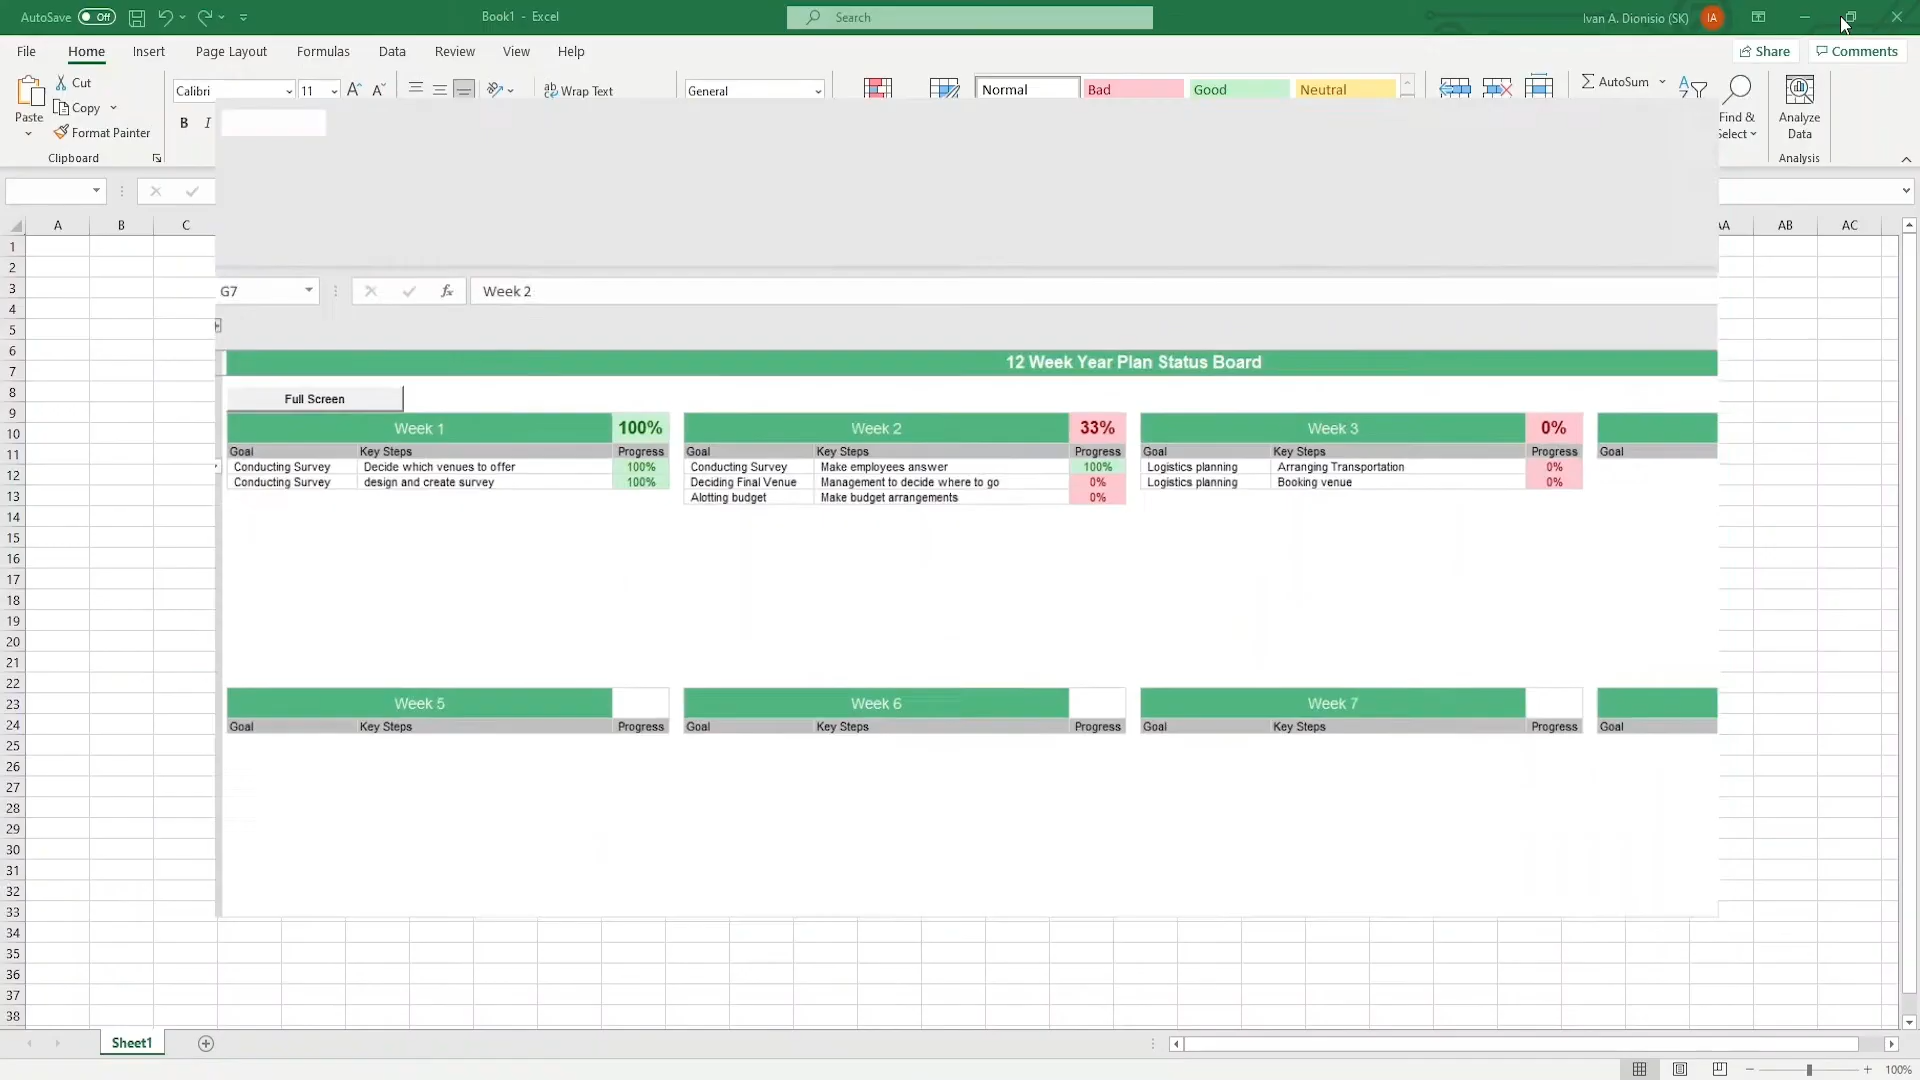 AutoSave Off Book1 - Excel Search Ivan A. Dionisio (SK) IA
File Home Insert Page Layout Formulas Data Review View Help Share Comments
Cut Calibri 11 Wrap Text General Normal Bad Good Neutral AutoSum
Copy
Paste Format Painter B I Find & Select Analyze Data
Clipboard Analysis
A B C AA AB AC
G7 fx Week 2
12 Week Year Plan Status Board
Full Screen
Week 1 100% Week 2 33% Week 3 0%
Goal Key Steps Progress Goal Key Steps Progress Goal Key Steps Progress Goal
Conducting Survey Decide which venues to offer 100% Conducting Survey Make employees answer 100% Logistics planning Arranging Transportation 0%
Conducting Survey design and create survey 100% Deciding Final Venue Management to decide where to go 0% Logistics planning Booking venue 0%
Alotting budget Make budget arrangements 0%
Week 5 Week 6 Week 7
Goal Key Steps Progress Goal Key Steps Progress Goal Key Steps Progress Goal
1
2
3
4
5
6
7
8
9
10
11
12
13
14
15
16
17
18
19
20
21
22
23
24
25
26
27
28
29
30
31
32
33
34
35
36
37
38
Sheet1
100%